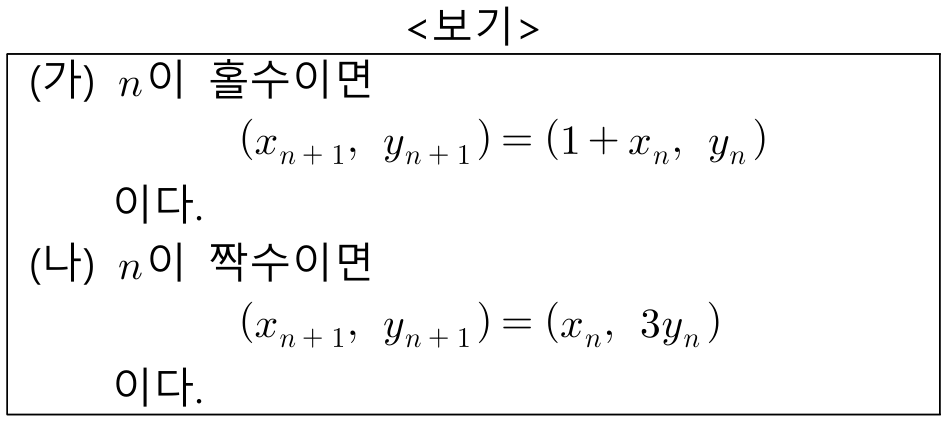 <보기>
(가) n이 홀수이면
(x_{n+1}, y_{n+1}) = (1 + x_n, y_n)
이다.
(나) n이 짝수이면
(x_{n+1}, y_{n+1}) = (x_n, 3y_n)
이다.